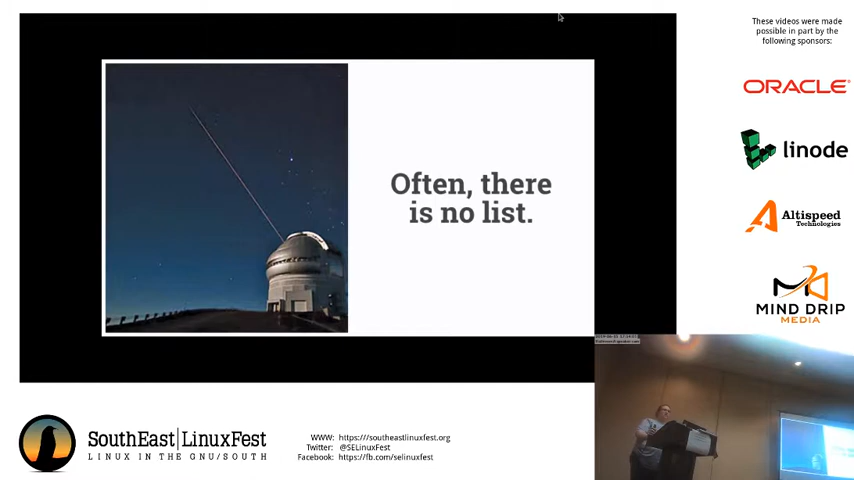 These videos were made
possible in part by the
following sponsors:
ORACLE
linode
Altispeed
Technologies
MIND DRIP
MEDIA
Often, there
is no list.
SouthEast|LinuxFest
LINUX IN THE GNU/SOUTH
WWW: https:///southeastlinuxfest.org
Twitter: @SELinuxFest
Facebook: https://fb.com/selinuxfest